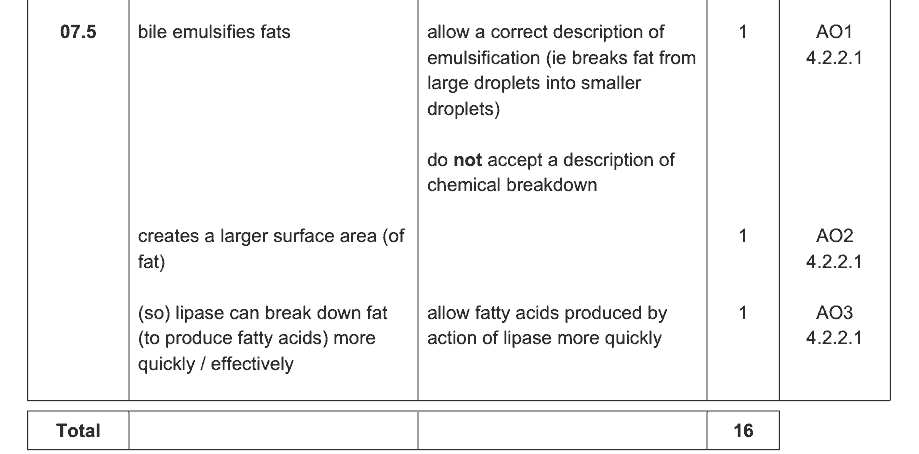 07.5 bile emulsifies fats allow a correct description of 1 AO1
emulsification (ie breaks fat from 4.2.2.1
large droplets into smaller
droplets)
do not accept a description of
chemical breakdown
creates a larger surface area (of 1 AO2
fat) 4.2.2.1
(so) lipase can break down fat allow fatty acids produced by 1 AO3
(to produce fatty acids) more action of lipase more quickly 4.2.2.1
quickly / effectively
Total 16